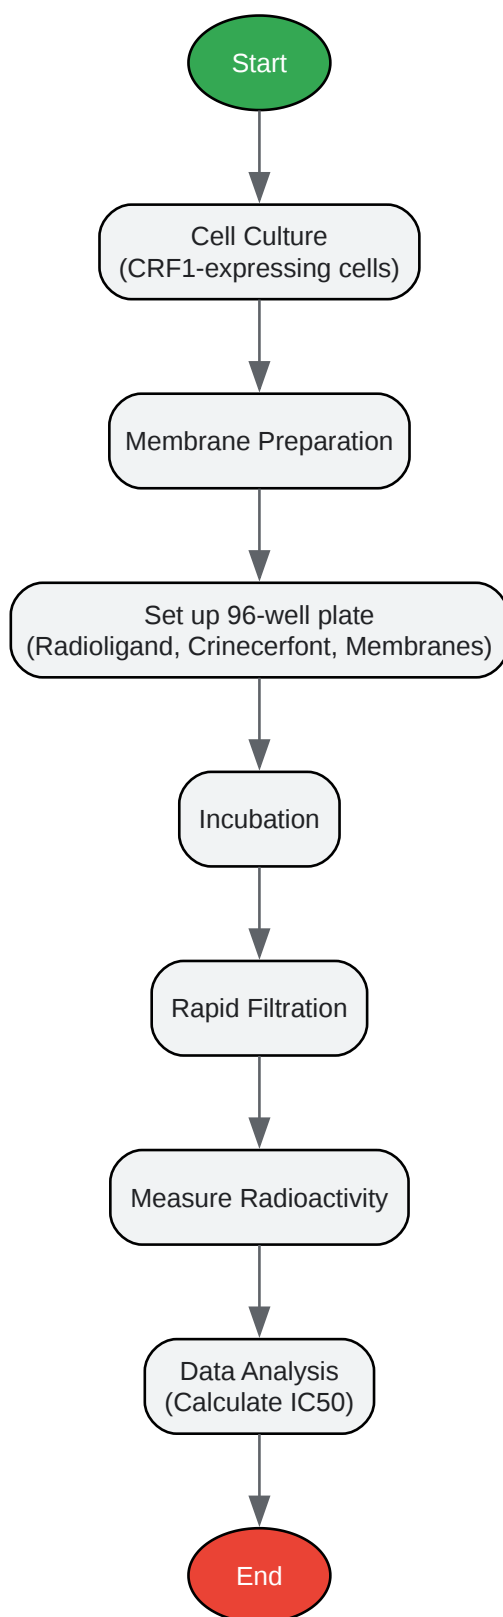 Start
Cell Culture
(CRF1-expressing cells)
Membrane Preparation
Set up 96-well plate
(Radioligand, Crinecerfont, Membranes)
Incubation
Rapid Filtration
Measure Radioactivity
Data Analysis
(Calculate IC50)
End